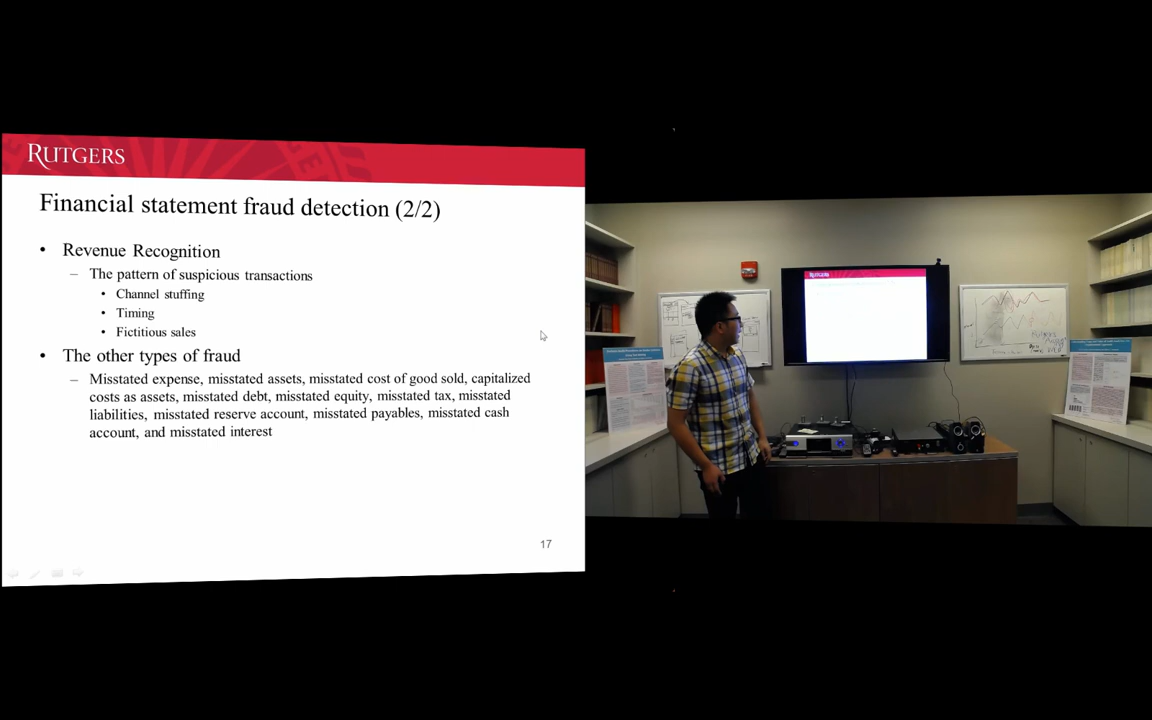 RUTGERS
Financial statement fraud detection (2/2)
• Revenue Recognition
– The pattern of suspicious transactions
• Channel stuffing
• Timing
• Fictitious sales
• The other types of fraud
– Misstated expense, misstated assets, misstated cost of good sold, capitalized
costs as assets, misstated debt, misstated equity, misstated tax, misstated
liabilities, misstated reserve account, misstated payables, misstated cash
account, and misstated interest
17
RUTGERS